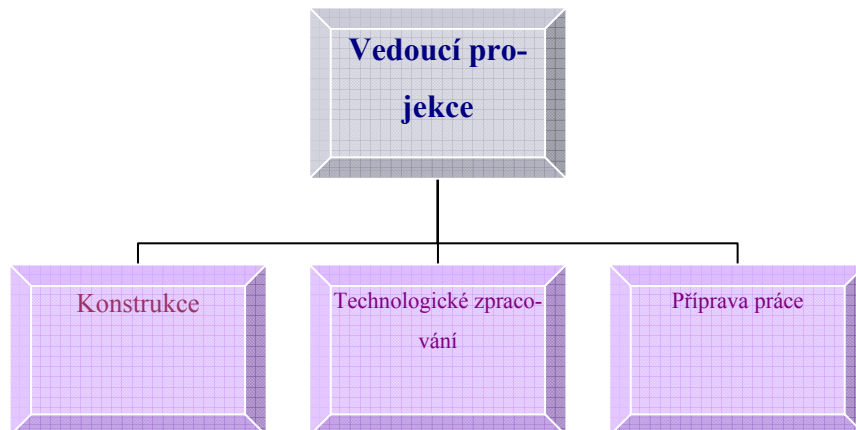 Vedoucí pro-
jekce
Konstrukce
Technologické zpraco-
vání
Příprava práce